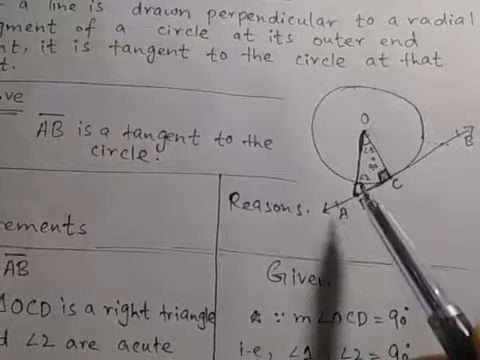 a line is drawn perpendicular to a radial
gment of a circle at its outer end
nt, it is tangent to the circle at that
t.
ove
AB is a tangent to the
circle.
O
B
C
A
Reasons.
ements
AB
Given
OCD is a right triangle
∵ m∠OCD = 90°
∠2 are acute
i.e, ∠1, ∠2 = 90°